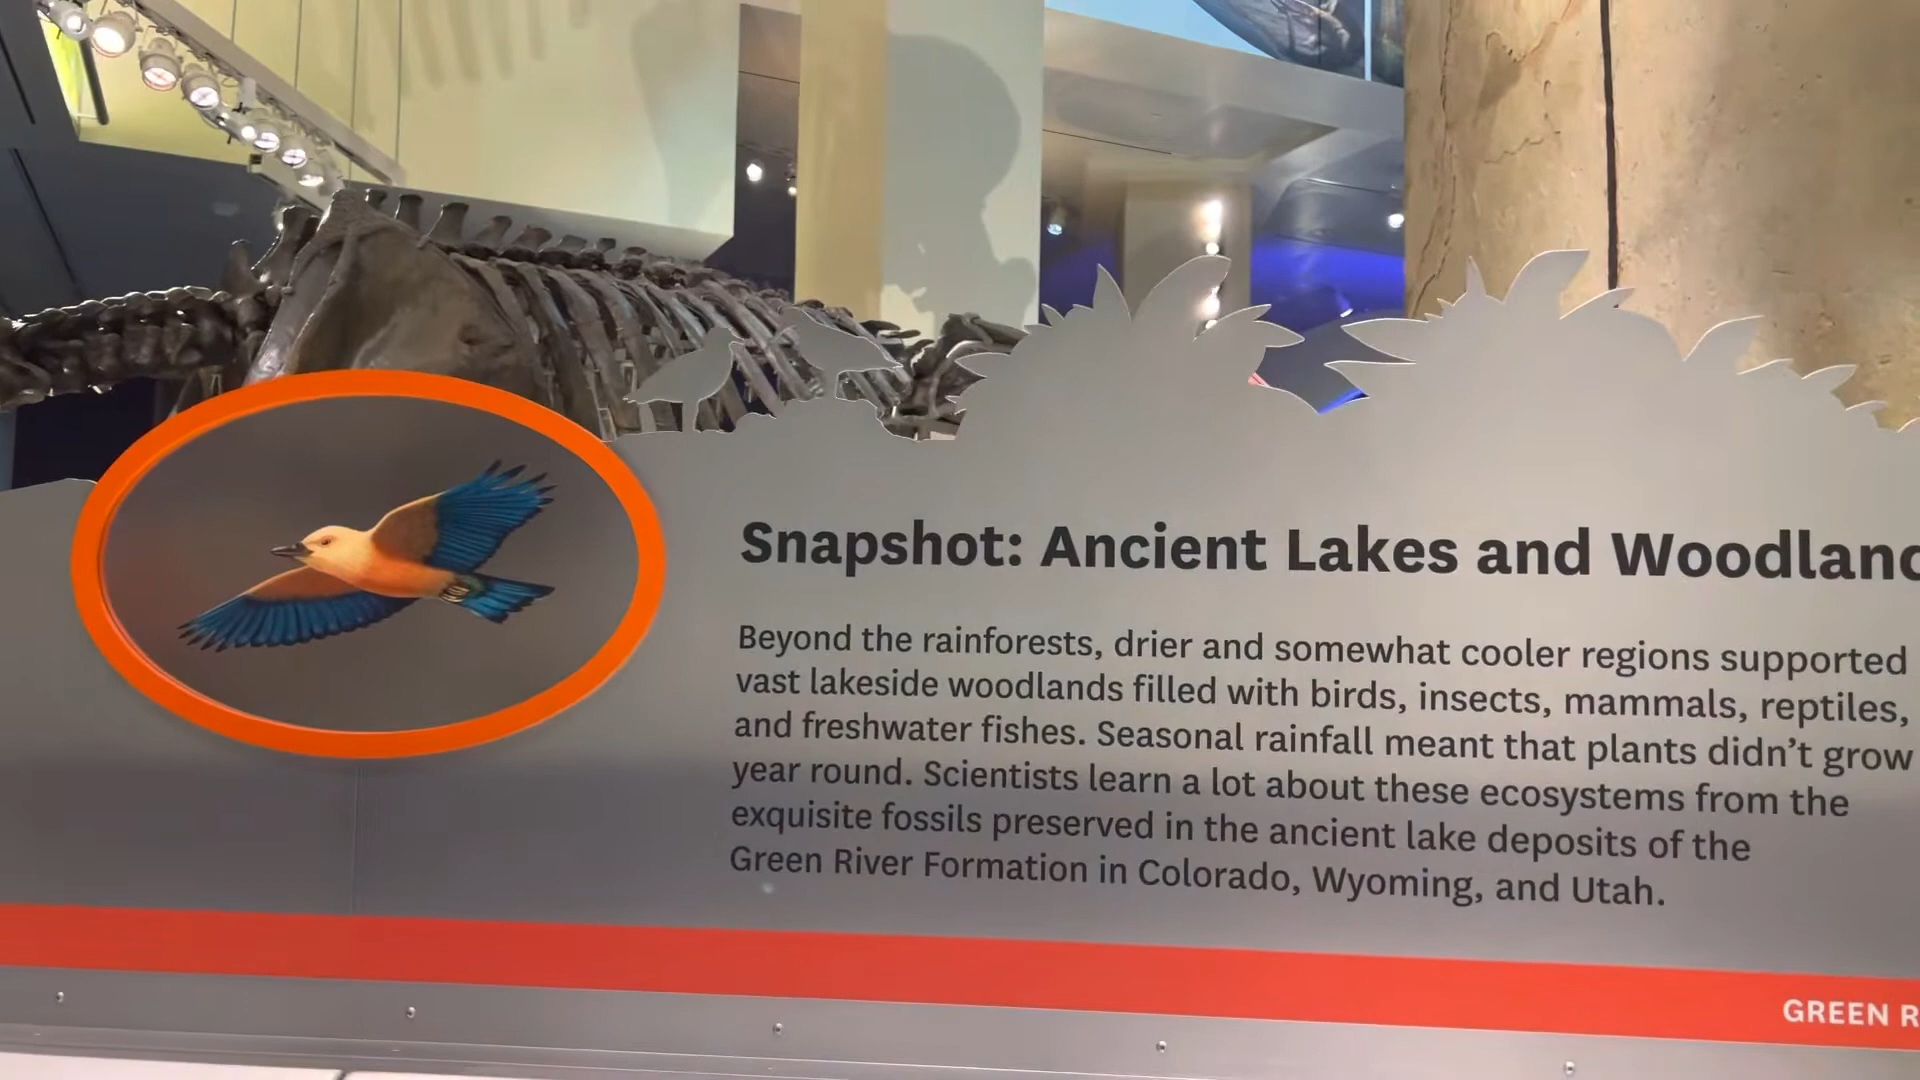 Snapshot: Ancient Lakes and Woodlan
Beyond the rainforests, drier and somewhat cooler regions supported
vast lakeside woodlands filled with birds, insects, mammals, reptiles,
and freshwater fishes. Seasonal rainfall meant that plants didn't grow
year round. Scientists learn a lot about these ecosystems from the
exquisite fossils preserved in the ancient lake deposits of the
Green River Formation in Colorado, Wyoming, and Utah.
GREEN R